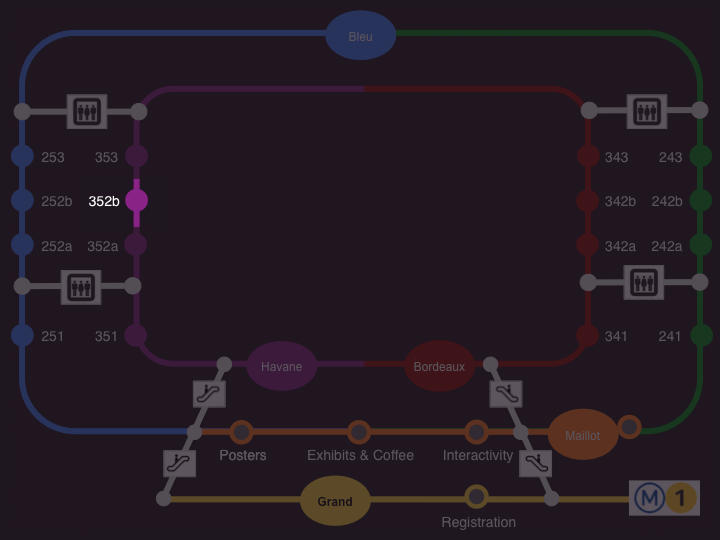 Bleu
253 353
343 243
252b 352b
342b 242b
252a 352a
342a 242a
251 351
341 241
Havane
Bordeaux
Maillot
Posters
Exhibits & Coffee
Interactivity
Grand
M 1
Registration